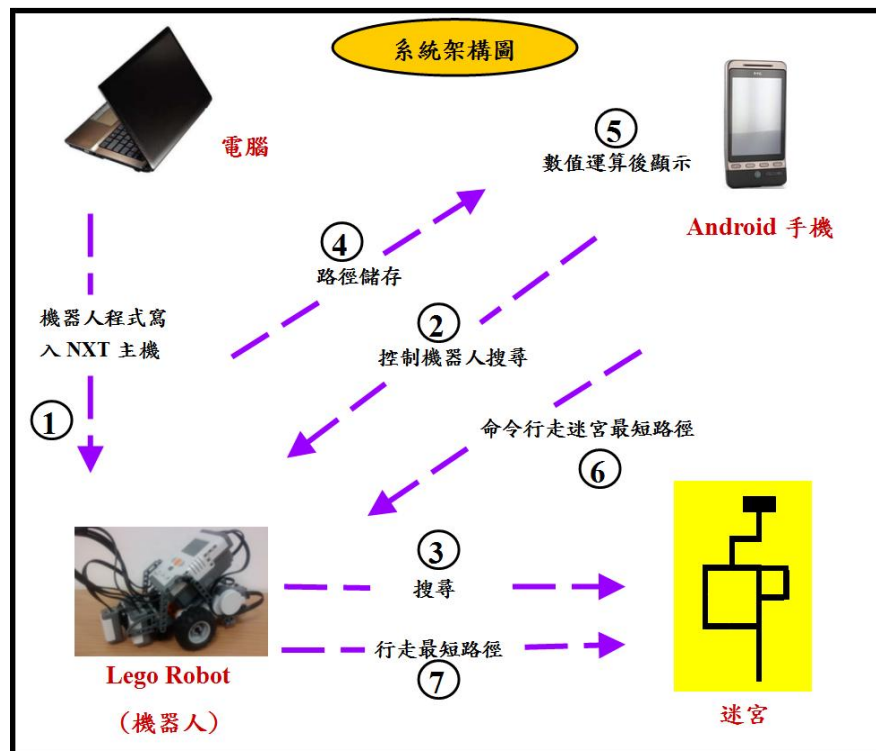 系統架構圖
電腦
⑤
數值運算後顯示
Android 手機
④
路徑儲存
機器人程式寫
入 NXT 主機
①
②
控制機器人搜尋
命令行走迷宮最短路徑
⑥
③
搜尋
行走最短路徑
⑦
Lego Robot
(機器人)
迷宮